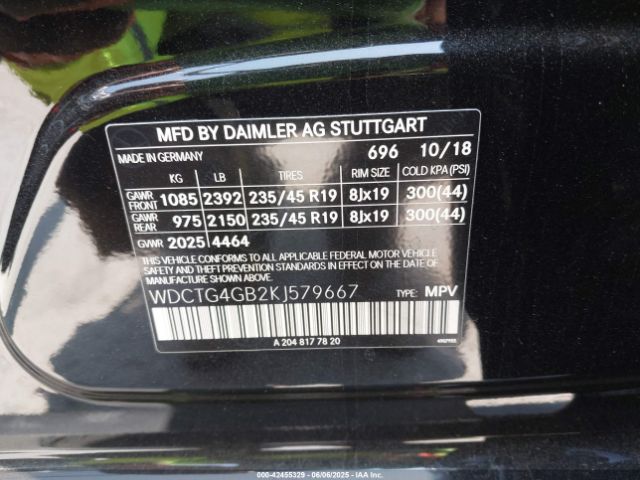 MFD BY DAIMLER AG STUTTGART
MADE IN GERMANY 696 10/18
KG LB TIRES RIM SIZE COLD KPA (PSI)
GAWR FRONT 1085 2392 235/45 R19 8Jx19 300(44)
GAWR REAR 975 2150 235/45 R19 8Jx19 300(44)
GVWR 2025 4464
THIS VEHICLE CONFORMS TO ALL APPLICABLE FEDERAL MOTOR VEHICLE
SAFETY AND THEFT PREVENTION STANDARDS IN EFFECT ON THE DATE
OF MANUFACTURE SHOWN ABOVE.
WDCTG4GB2KJ579667 TYPE: MPV
A 204 817 78 20
000-42455329 - 06/06/2025 - IAAI.COM